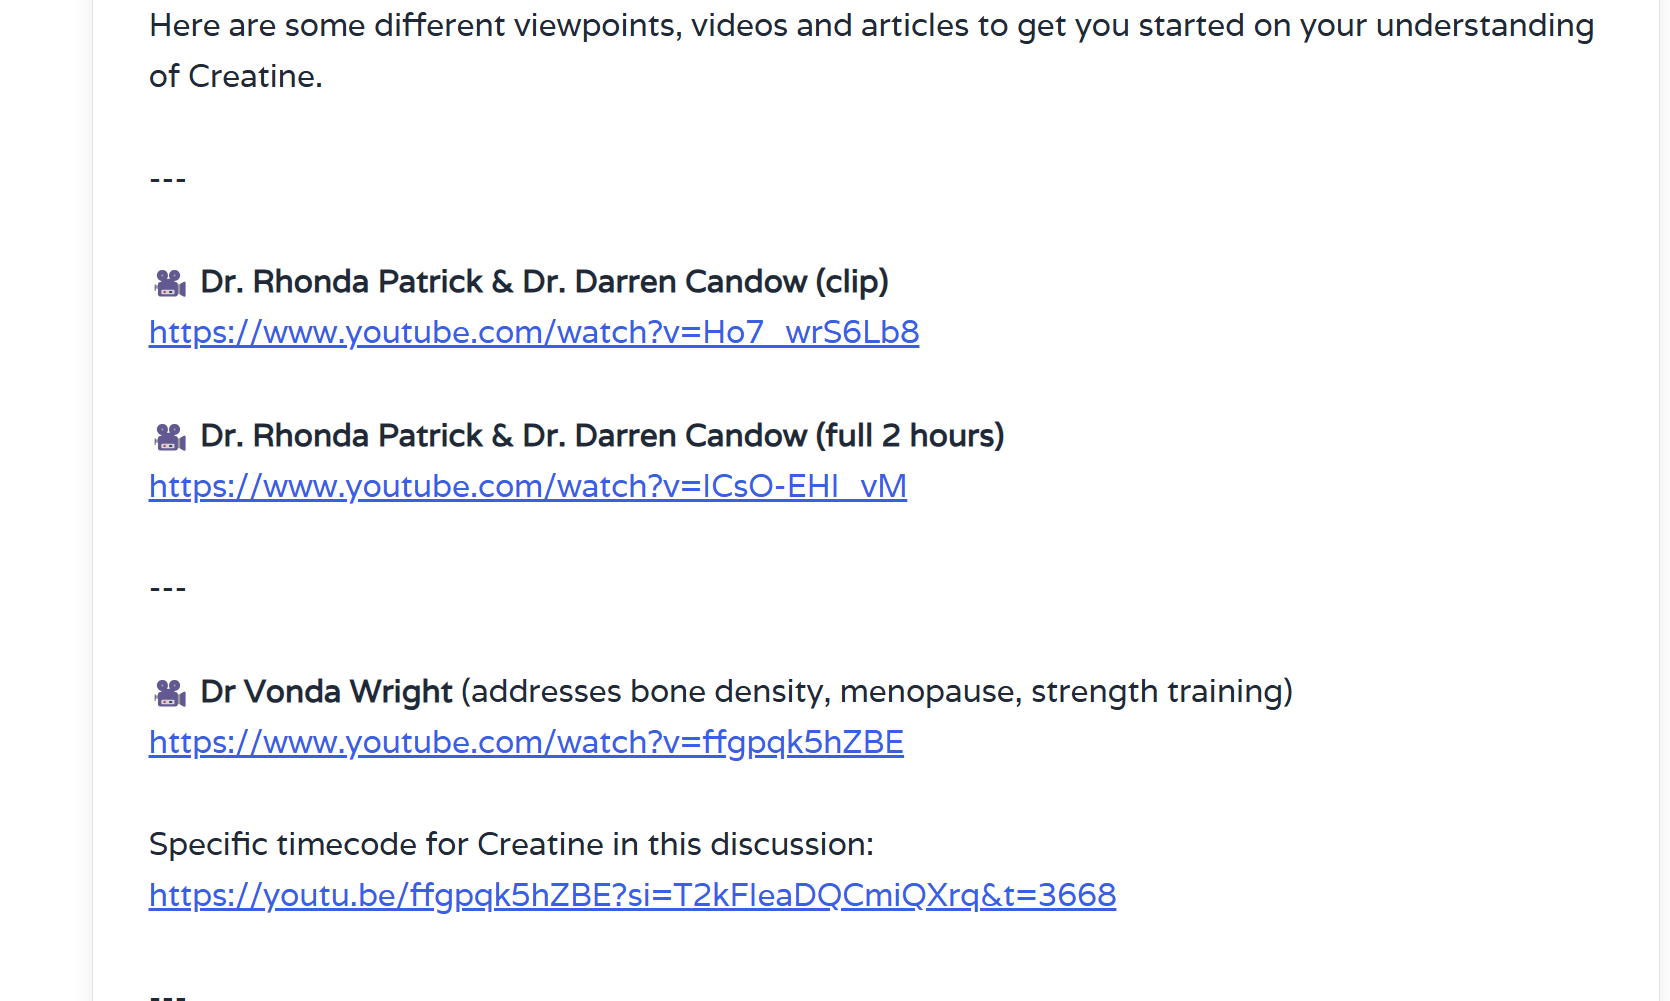 Here are some different viewpoints, videos and articles to get you started on your understanding
of Creatine.
---
🎥 Dr. Rhonda Patrick & Dr. Darren Candow (clip)
https://www.youtube.com/watch?v=Ho7_wrS6Lb8
🎥 Dr. Rhonda Patrick & Dr. Darren Candow (full 2 hours)
https://www.youtube.com/watch?v=lCsO-EHI_vM
---
🎥 Dr Vonda Wright (addresses bone density, menopause, strength training)
https://www.youtube.com/watch?v=ffgpqk5hZBE
Specific timecode for Creatine in this discussion:
https://youtu.be/ffgpqk5hZBE?si=T2kFIeaDQCmiQXrq&t=3668
---